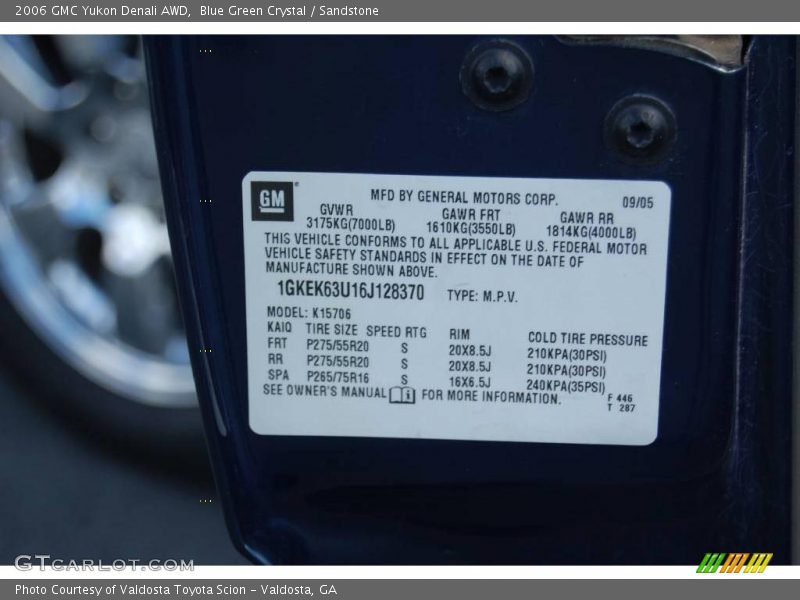 2006 GMC Yukon Denali AWD, Blue Green Crystal / Sandstone
GM
MFD BY GENERAL MOTORS CORP. 09/05
GVWR GAWR FRT GAWR RR
3175KG(7000LB) 1610KG(3550LB) 1814KG(4000LB)
THIS VEHICLE CONFORMS TO ALL APPLICABLE U.S. FEDERAL MOTOR
VEHICLE SAFETY STANDARDS IN EFFECT ON THE DATE OF
MANUFACTURE SHOWN ABOVE.
1GKEK63U16J128370 TYPE: M.P.V.
MODEL: K15706
KAIQ TIRE SIZE SPEED RTG RIM COLD TIRE PRESSURE
FRT P275/55R20 S 20X8.5J 210KPA(30PSI)
RR P275/55R20 S 20X8.5J 210KPA(30PSI)
SPA P265/75R16 S 16X6.5J 240KPA(35PSI)
SEE OWNER'S MANUAL FOR MORE INFORMATION.
F 446
T 287
GTCARLOT.COM
Photo Courtesy of Valdosta Toyota Scion - Valdosta, GA